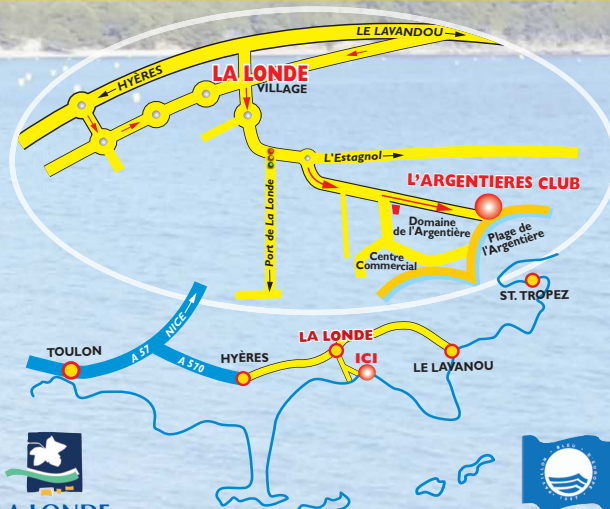 LE LAVANDOU
HYÈRES
LA LONDE
VILLAGE
L'Estagnol
L'ARGENTIERES CLUB
Port de La Londe
Domaine
de l'Argentière
Plage de
l'Argentière
Centre
Commercial
ST. TROPEZ
NICE
TOULON
A 57
A 570
HYÈRES
LA LONDE
ICI
LE LAVANOU
LA LONDE